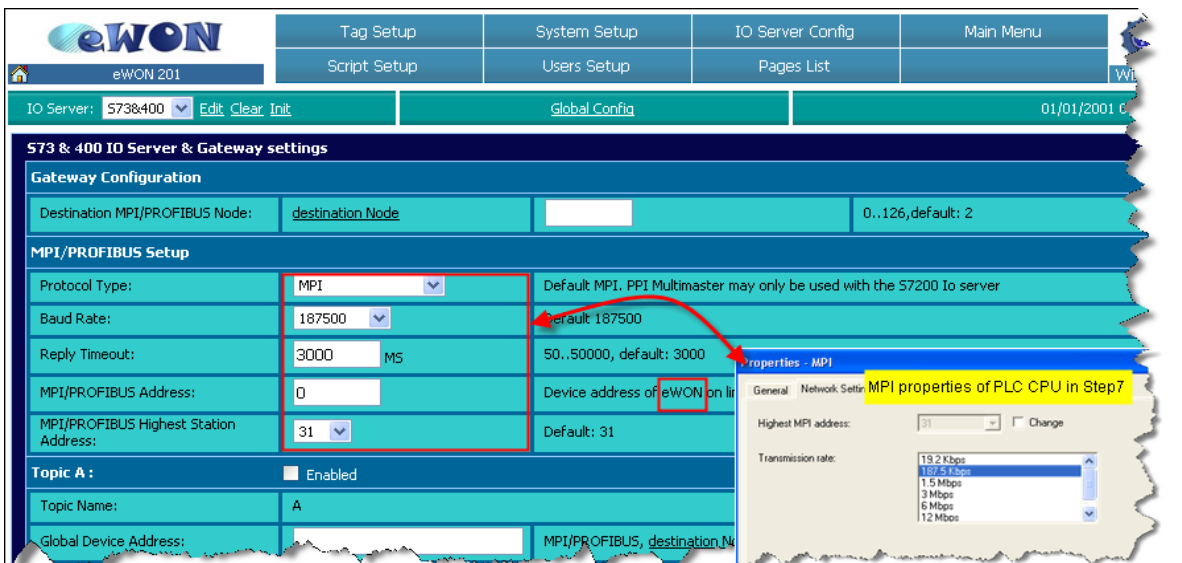 eWON
Tag Setup
System Setup
IO Server Config
Main Menu
eWON 201
Script Setup
Users Setup
Pages List
IO Server: S73&400 Edit Clear Init
Global Config
01/01/2001
S73 & 400 IO Server & Gateway settings
Gateway Configuration
Destination MPI/PROFIBUS Node: destination Node 0..126,default: 2
MPI/PROFIBUS Setup
Protocol Type: MPI Default MPI. PPI Multimaster may only be used with the S7200 Io server
Baud Rate: 187500 Default 187500
Reply Timeout: 3000 MS 50..50000, default: 3000
MPI/PROFIBUS Address: 0 Device address of eWON on
MPI/PROFIBUS Highest Station
Address: 31 Default: 31
Topic A : Enabled
Topic Name: A
Global Device Address: MPI/PROFIBUS, destination
Properties - MPI
General Network
MPI properties of PLC CPU in Step7
Highest MPI address: 31 Change
Transmission rate: 19.2 Kbps
187.5 Kbps
1.5 Mbps
3 Mbps
6 Mbps
12 Mbps